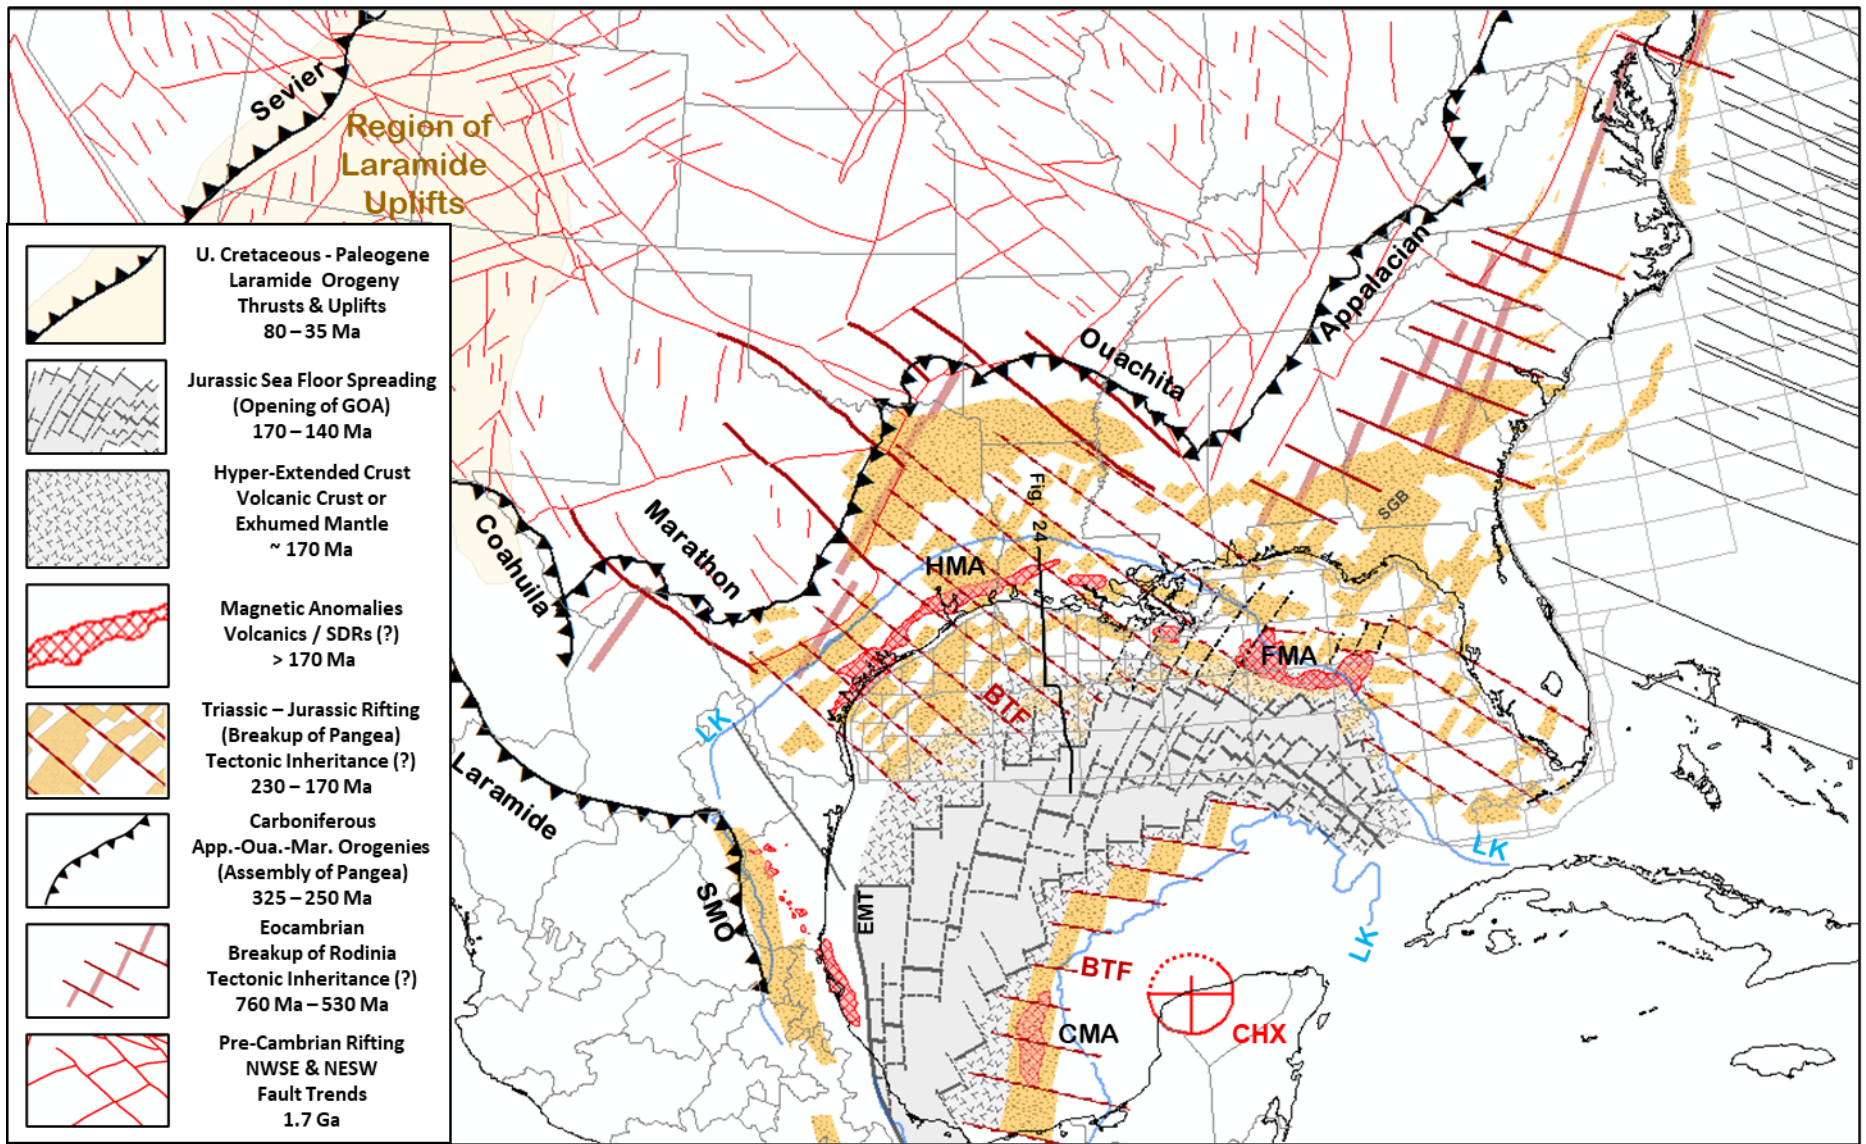 Sevier
Region of
Laramide
Uplifts
U. Cretaceous - Paleogene
Laramide Orogeny
Thrusts & Uplifts
80 – 35 Ma
Jurassic Sea Floor Spreading
(Opening of GOA)
170 – 140 Ma
Hyper-Extended Crust
Volcanic Crust or
Exhumed Mantle
~ 170 Ma
Magnetic Anomalies
Volcanics / SDRs (?)
> 170 Ma
Triassic – Jurassic Rifting
(Breakup of Pangea)
Tectonic Inheritance (?)
230 – 170 Ma
Carboniferous
App.-Oua.-Mar. Orogenies
(Assembly of Pangea)
325 – 250 Ma
Eocambrian
Breakup of Rodinia
Tectonic Inheritance (?)
760 Ma – 530 Ma
Pre-Cambrian Rifting
NWSE & NESW
Fault Trends
1.7 Ga
Appalacian
Ouachita
Marathon
Coahuila
Laramide
SMO
Fig. 24
SGB
HMA
FMA
BTF
LK
LK
LK
EMT
BTF
CMA
CHX